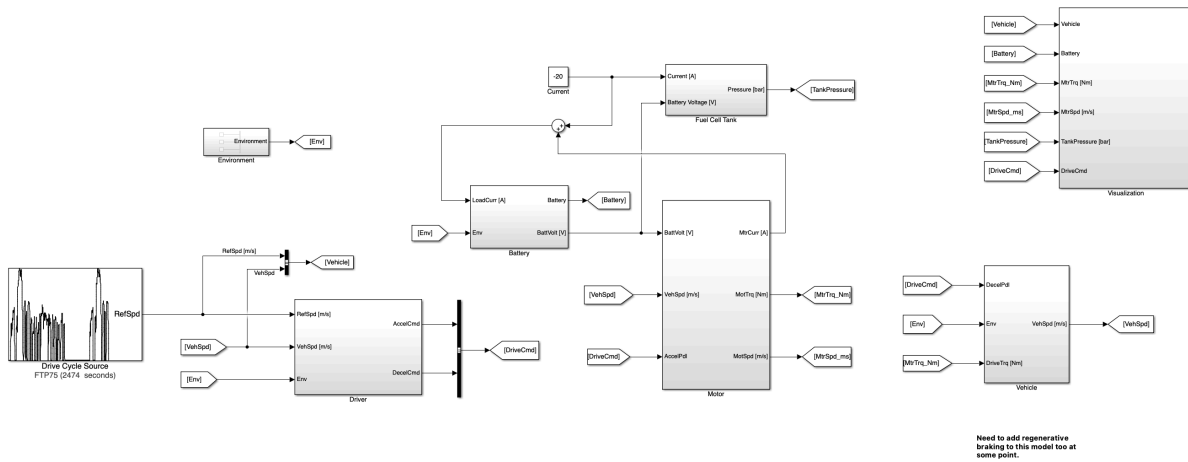 [Vehicle]
Vehicle
[Battery]
Battery
[MtrTrq_Nm]
MtrTrq [Nm]
[MtrSpd_ms]
MtrSpd [m/s]
[TankPressure]
TankPressure [bar]
[DriveCmd]
DriveCmd
Visualization
-20
Current
Current [A]
Pressure [bar]
Battery Voltage [V]
Fuel Cell Tank
[TankPressure]
Environment
Environment
[Env]
LoadCurr [A]
Battery
[Battery]
[Env]
Env
BattVolt [V]
Battery
BattVolt [V]
MtrCurr [A]
[VehSpd]
VehSpd [m/s]
MotTrq [Nm]
[MtrTrq_Nm]
[DriveCmd]
AccelPdl
MotSpd [m/s]
[MtrSpd_ms]
Motor
RefSpd [m/s]
VehSpd
[Vehicle]
RefSpd
Drive Cycle Source
FTP75 (2474 seconds)
RefSpd [m/s]
AccelCmd
[VehSpd]
VehSpd [m/s]
[DriveCmd]
[Env]
Env
DecelCmd
Driver
[DriveCmd]
DecelPdl
[Env]
Env
VehSpd [m/s]
[VehSpd]
[MtrTrq_Nm]
DriveTrq [Nm]
Vehicle
Need to add regenerative
braking to this model too at
some point.